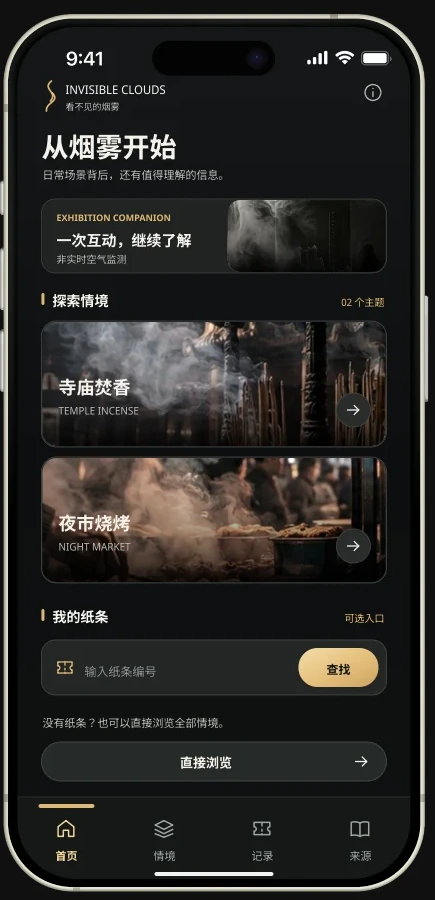 9:41
INVISIBLE CLOUDS
看不见的烟雾
从烟雾开始
日常场景背后，还有值得理解的信息。
EXHIBITION COMPANION
一次互动，继续了解
非实时空气监测
探索情境
02 个主题
寺庙焚香
TEMPLE INCENSE
夜市烧烤
NIGHT MARKET
我的纸条
可选入口
输入纸条编号
查找
没有纸条？也可以直接浏览全部情境。
直接浏览
首页
情境
记录
来源